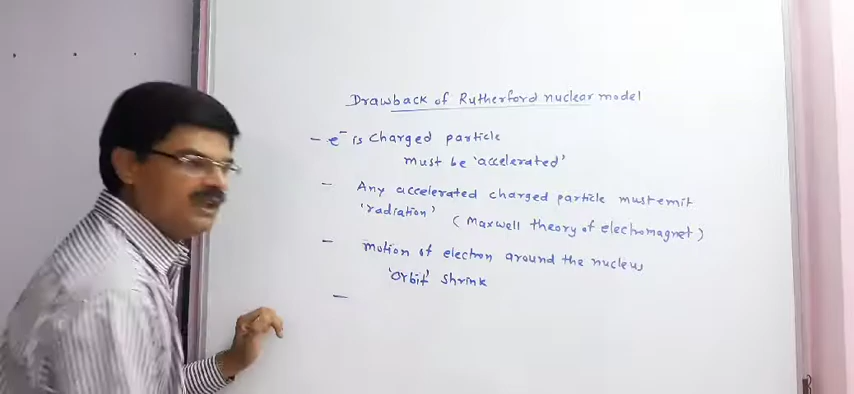 Drawback of Rutherford nuclear model
- e⁻ is charged particle
must be 'accelerated'
- Any accelerated charged particle must emit
'radiation' (Maxwell theory of electromagnet)
- motion of electron around the nucleus
'orbit' shrink
-